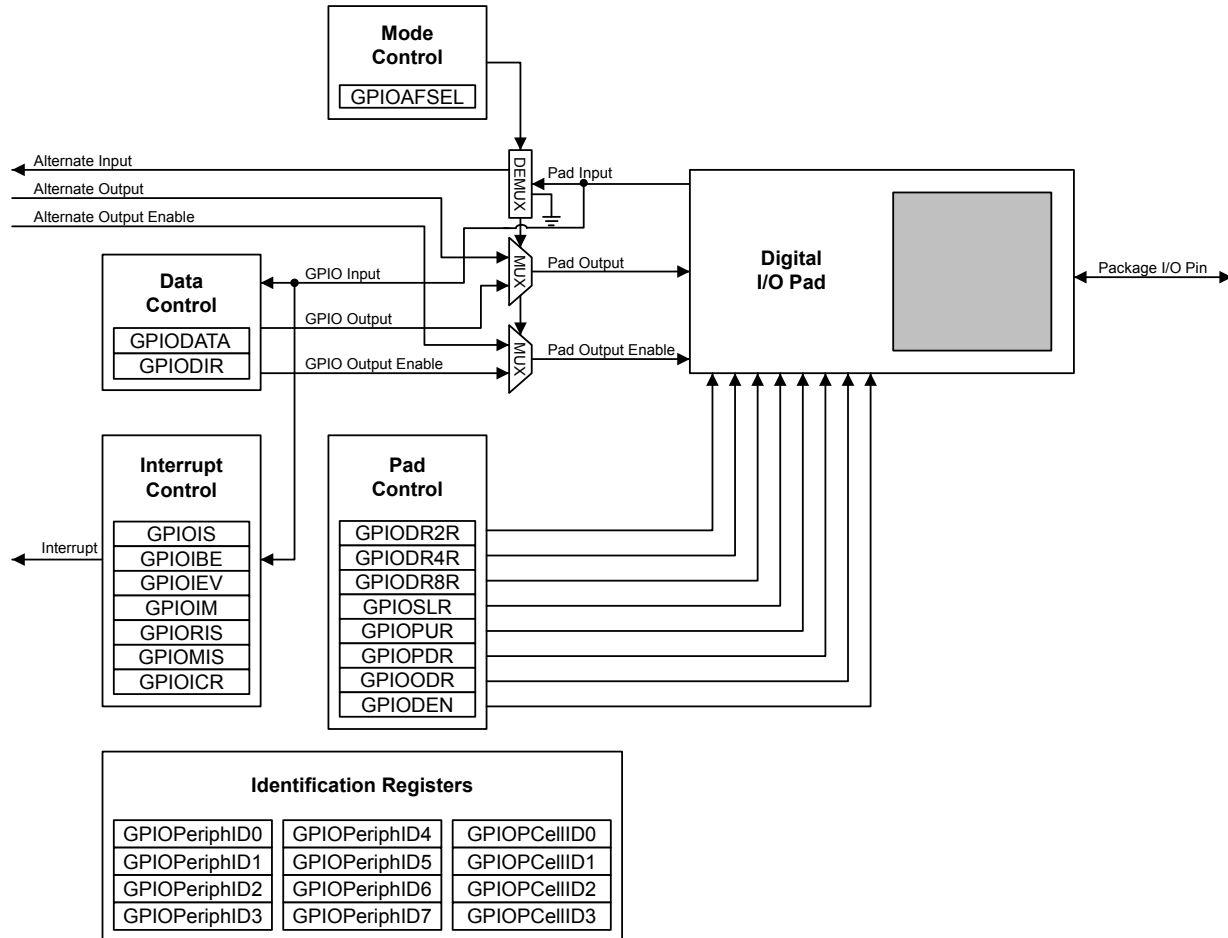 Mode
Control
GPIOAFSEL
Alternate Input
Alternate Output
Alternate Output Enable
DEMUX
Pad Input
MUX
Pad Output
MUX
Pad Output Enable
Digital
I/O Pad
Package I/O Pin
Data
Control
GPIODATA
GPIODIR
GPIO Input
GPIO Output
GPIO Output Enable
Interrupt
Control
GPIOIS
GPIOIBE
GPIOIEV
GPIOIM
GPIORIS
GPIOMIS
GPIOICR
Interrupt
Pad
Control
GPIODR2R
GPIODR4R
GPIODR8R
GPIOSLR
GPIOPUR
GPIOPDR
GPIOODR
GPIODEN
Identification Registers
GPIOPeriphID0
GPIOPeriphID1
GPIOPeriphID2
GPIOPeriphID3
GPIOPeriphID4
GPIOPeriphID5
GPIOPeriphID6
GPIOPeriphID7
GPIOPCellID0
GPIOPCellID1
GPIOPCellID2
GPIOPCellID3